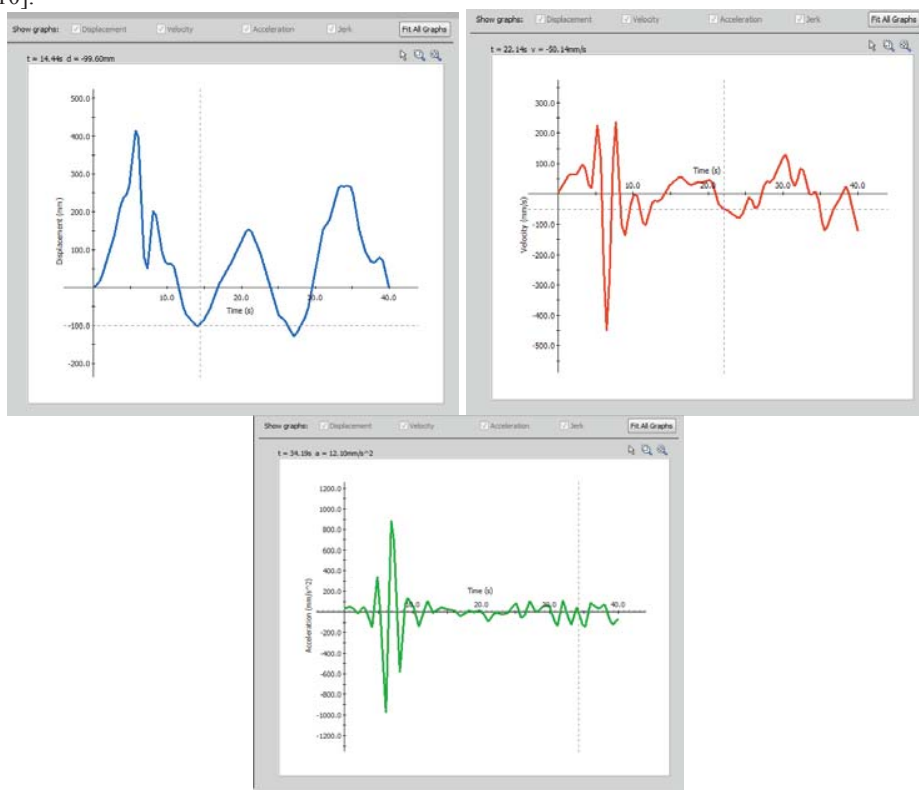 10].
Show graphs: Displacement Velocity Acceleration Jerk Fit All Graphs
t = 14.44s d = -99.60mm
500.0
400.0
300.0
200.0
100.0
-100.0
-200.0
Displacement (mm)
10.0 20.0 30.0 40.0
Time (s)
Show graphs: Displacement Velocity Acceleration Jerk Fit All Graphs
t = 22.14s v = -50.14mm/s
300.0
200.0
100.0
-100.0
-200.0
-300.0
-400.0
-500.0
Velocity (mm/s)
Time (s)
10.0 20.0 30.0 40.0
Show graphs: Displacement Velocity Acceleration Jerk Fit All Graphs
t = 34.19s a = 12.10mm/s^2
1200.0
1000.0
800.0
600.0
400.0
200.0
-200.0
-400.0
-600.0
-800.0
-1000.0
-1200.0
Acceleration (mm/s^2)
Time (s)
10.0 20.0 30.0 40.0